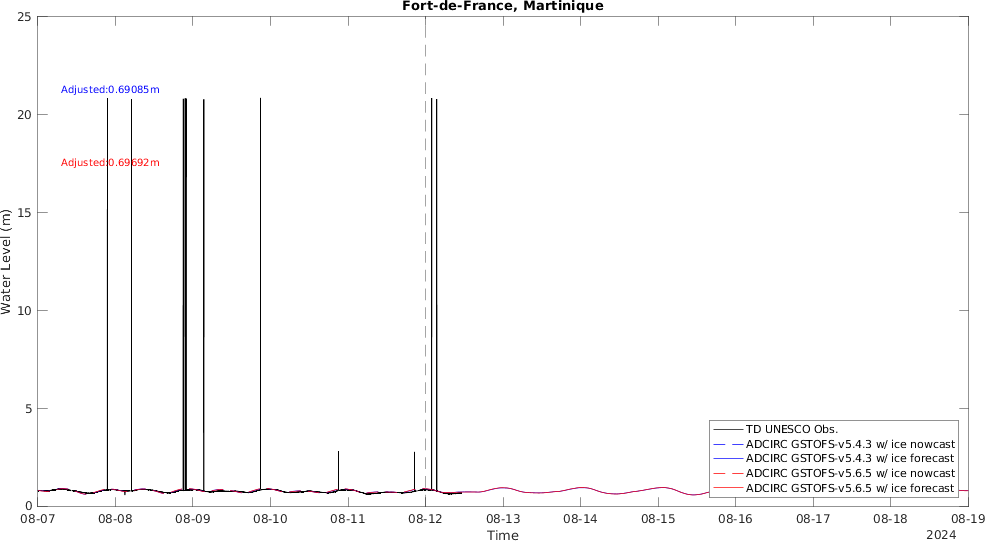 Fort-de-France, Martinique
25
20
15
10
5
0
Water Level (m)
Adjusted:0.69085m
Adjusted:0.69692m
TD UNESCO Obs.
ADCIRC GSTOFS-v5.4.3 w/ ice nowcast
ADCIRC GSTOFS-v5.4.3 w/ ice forecast
ADCIRC GSTOFS-v5.6.5 w/ ice nowcast
ADCIRC GSTOFS-v5.6.5 w/ ice forecast
08-07 08-08 08-09 08-10 08-11 08-12 08-13 08-14 08-15 08-16 08-17 08-18 08-19
Time
2024